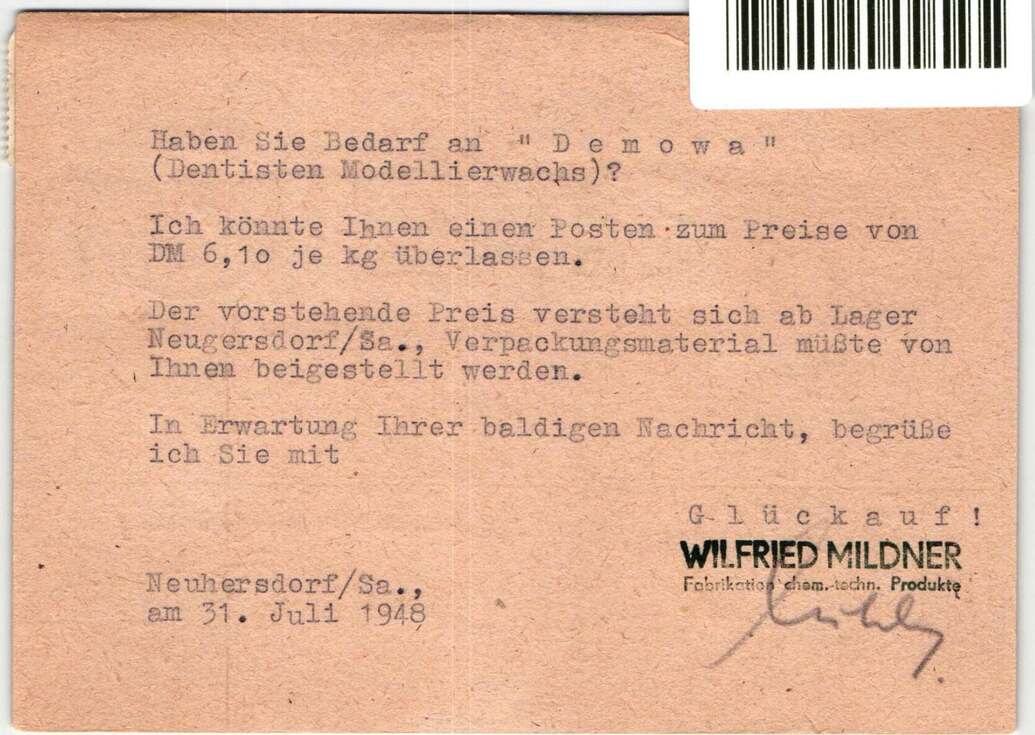 Haben Sie Bedarf an " D e m o w a "
(Dentisten Modellierwachs)?
Ich könnte Ihnen einen Posten zum Preise von
DM 6,10 je kg überlassen.
Der vorstehende Preis versteht sich ab Lager
Neugersdorf/Sa., Verpackungsmaterial müßte von
Ihnen beigestellt werden.
In Erwartung Ihrer baldigen Nachricht, begrüße
ich Sie mit
G l ü c k a u f !
WILFRIED MILDNER
Fabrikation chem.-techn. Produkte
Neuhersdorf/Sa.,
am 31. Juli 1948